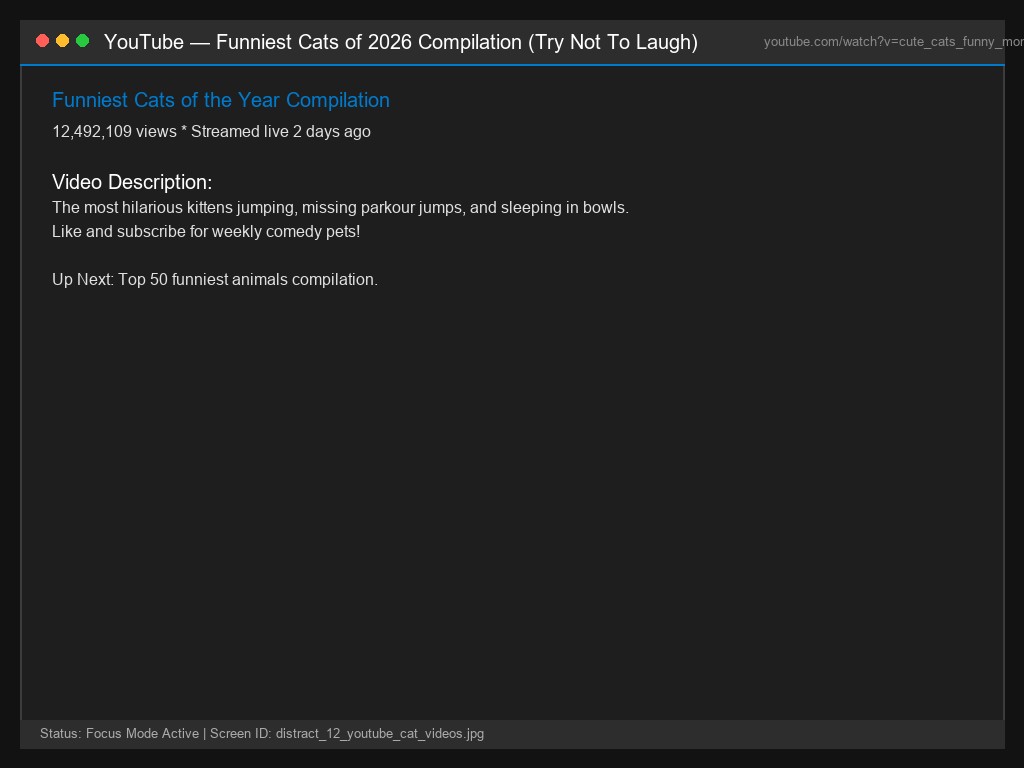 YouTube — Funniest Cats of 2026 Compilation (Try Not To Laugh)
youtube.com/watch?v=cute_cats_funny_mor
Funniest Cats of the Year Compilation
12,492,109 views * Streamed live 2 days ago
Video Description:
The most hilarious kittens jumping, missing parkour jumps, and sleeping in bowls.
Like and subscribe for weekly comedy pets!
Up Next: Top 50 funniest animals compilation.
Status: Focus Mode Active | Screen ID: distract_12_youtube_cat_videos.jpg